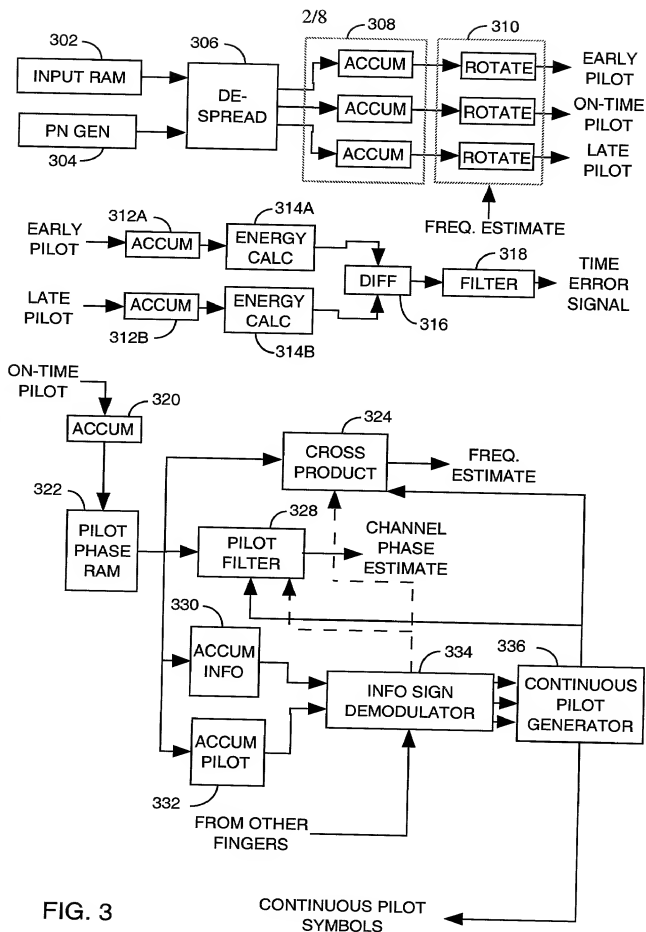 2/8
302
306
308
310
INPUT RAM
DE-
SPREAD
ACCUM
ROTATE
EARLY
PILOT
ACCUM
ROTATE
ON-TIME
PILOT
PN GEN
304
ACCUM
ROTATE
LATE
PILOT
FREQ. ESTIMATE
312A
314A
EARLY
PILOT
ACCUM
ENERGY
CALC
318
DIFF
316
FILTER
TIME
ERROR
SIGNAL
LATE
PILOT
ACCUM
312B
ENERGY
CALC
314B
ON-TIME
PILOT
320
ACCUM
324
CROSS
PRODUCT
FREQ.
ESTIMATE
322
PILOT
PHASE
RAM
328
PILOT
FILTER
CHANNEL
PHASE
ESTIMATE
330
ACCUM
INFO
334
336
INFO SIGN
DEMODULATOR
CONTINUOUS
PILOT
GENERATOR
ACCUM
PILOT
332
FROM OTHER
FINGERS
FIG. 3
CONTINUOUS PILOT
SYMBOLS